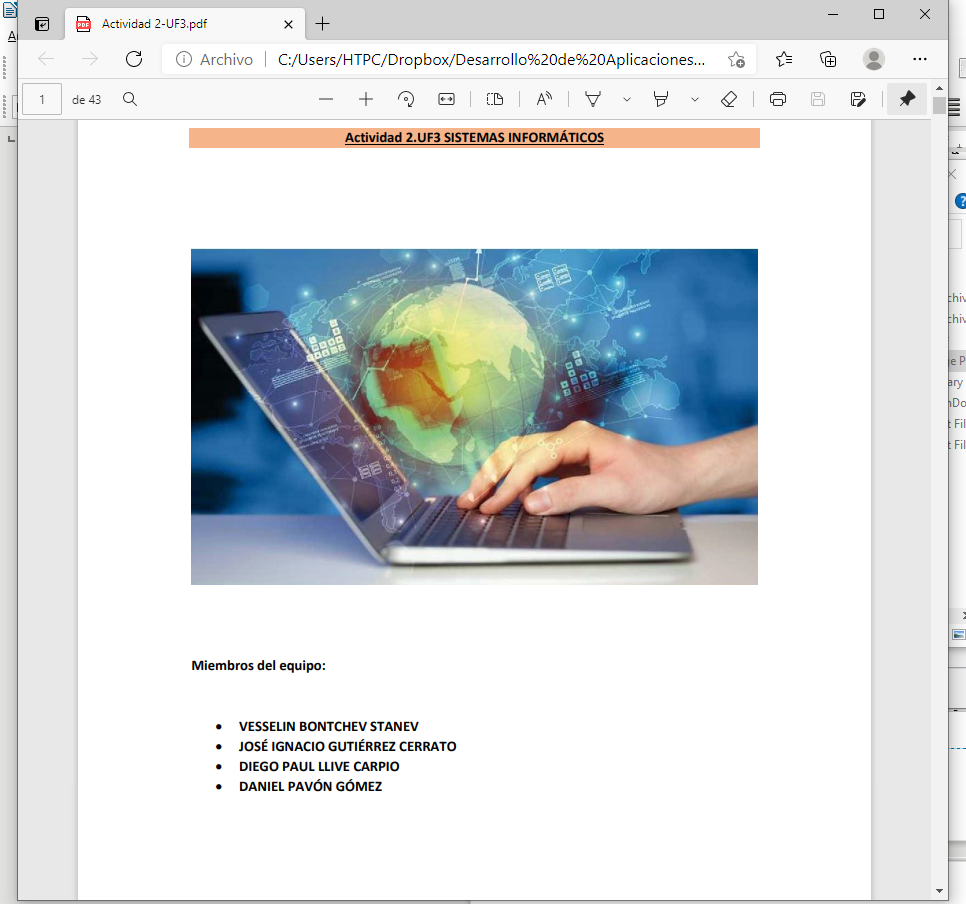 Actividad 2-UF3.pdf
Archivo
C:/Users/HTPC/Dropbox/Desarrollo%20de%20Aplicaciones...
1
de 43
Actividad 2.UF3 SISTEMAS INFORMÁTICOS
Miembros del equipo:
• VESSELIN BONTCHEV STANEV
• JOSÉ IGNACIO GUTIÉRREZ CERRATO
• DIEGO PAUL LLIVE CARPIO
• DANIEL PAVÓN GÓMEZ